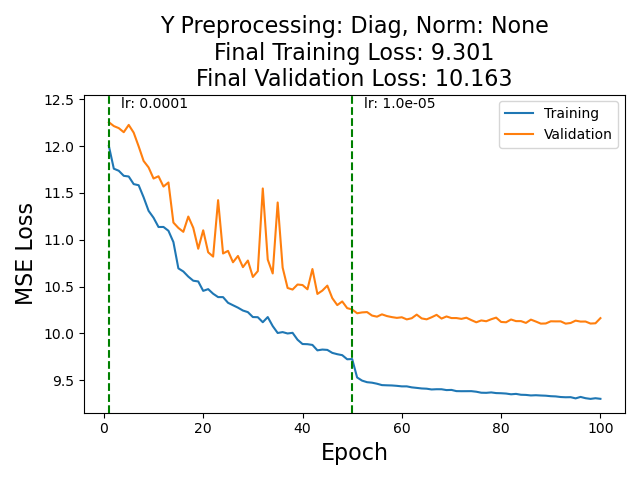 Y Preprocessing: Diag, Norm: None
Final Training Loss: 9.301
Final Validation Loss: 10.163
lr: 0.0001
lr: 1.0e-05
Training
Validation
MSE Loss
12.5
12.0
11.5
11.0
10.5
10.0
9.5
0
20
40
60
80
100
Epoch